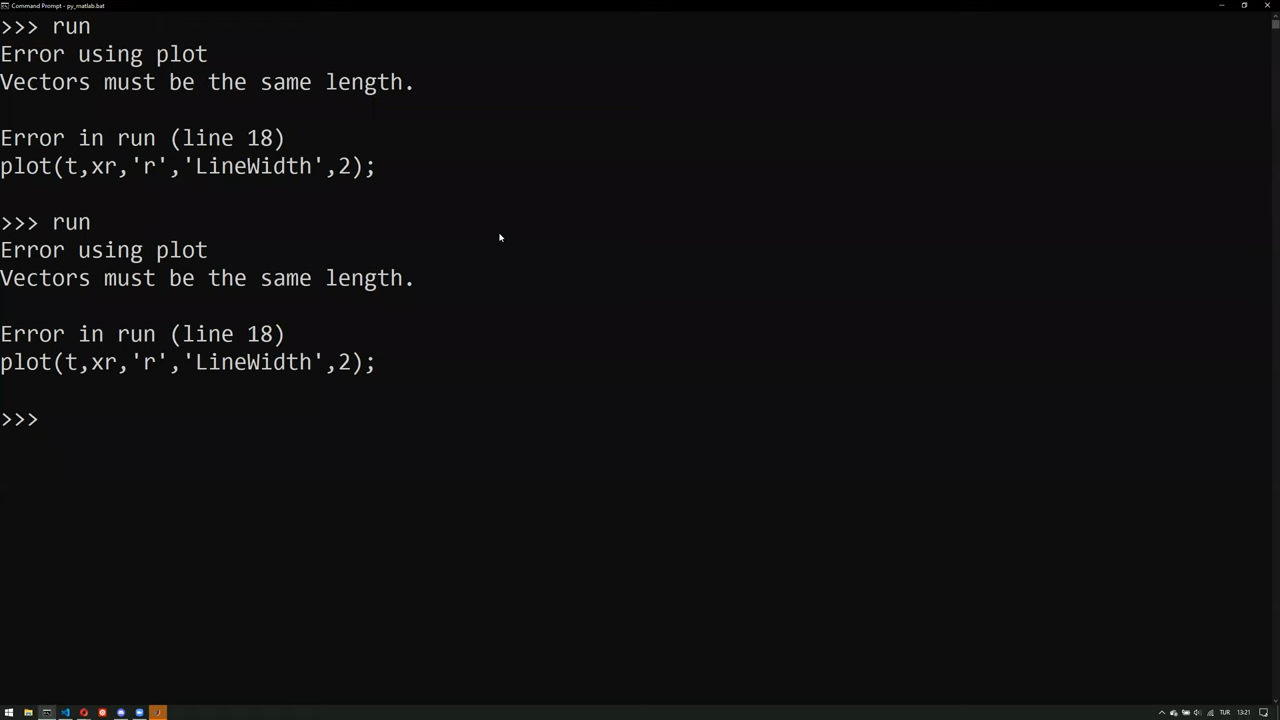 Command Prompt - py_matlab.bat
>>> run
Error using plot
Vectors must be the same length.
Error in run (line 18)
plot(t,xr,'r','LineWidth',2);
>>> run
Error using plot
Vectors must be the same length.
Error in run (line 18)
plot(t,xr,'r','LineWidth',2);
>>>
TUR 13:21